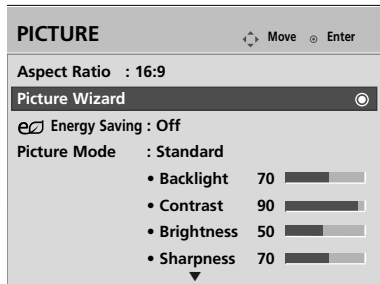 PICTURE Move Enter
Aspect Ratio : 16:9
Picture Wizard
Energy Saving : Off
Picture Mode : Standard
• Backlight 70
• Contrast 90
• Brightness 50
• Sharpness 70